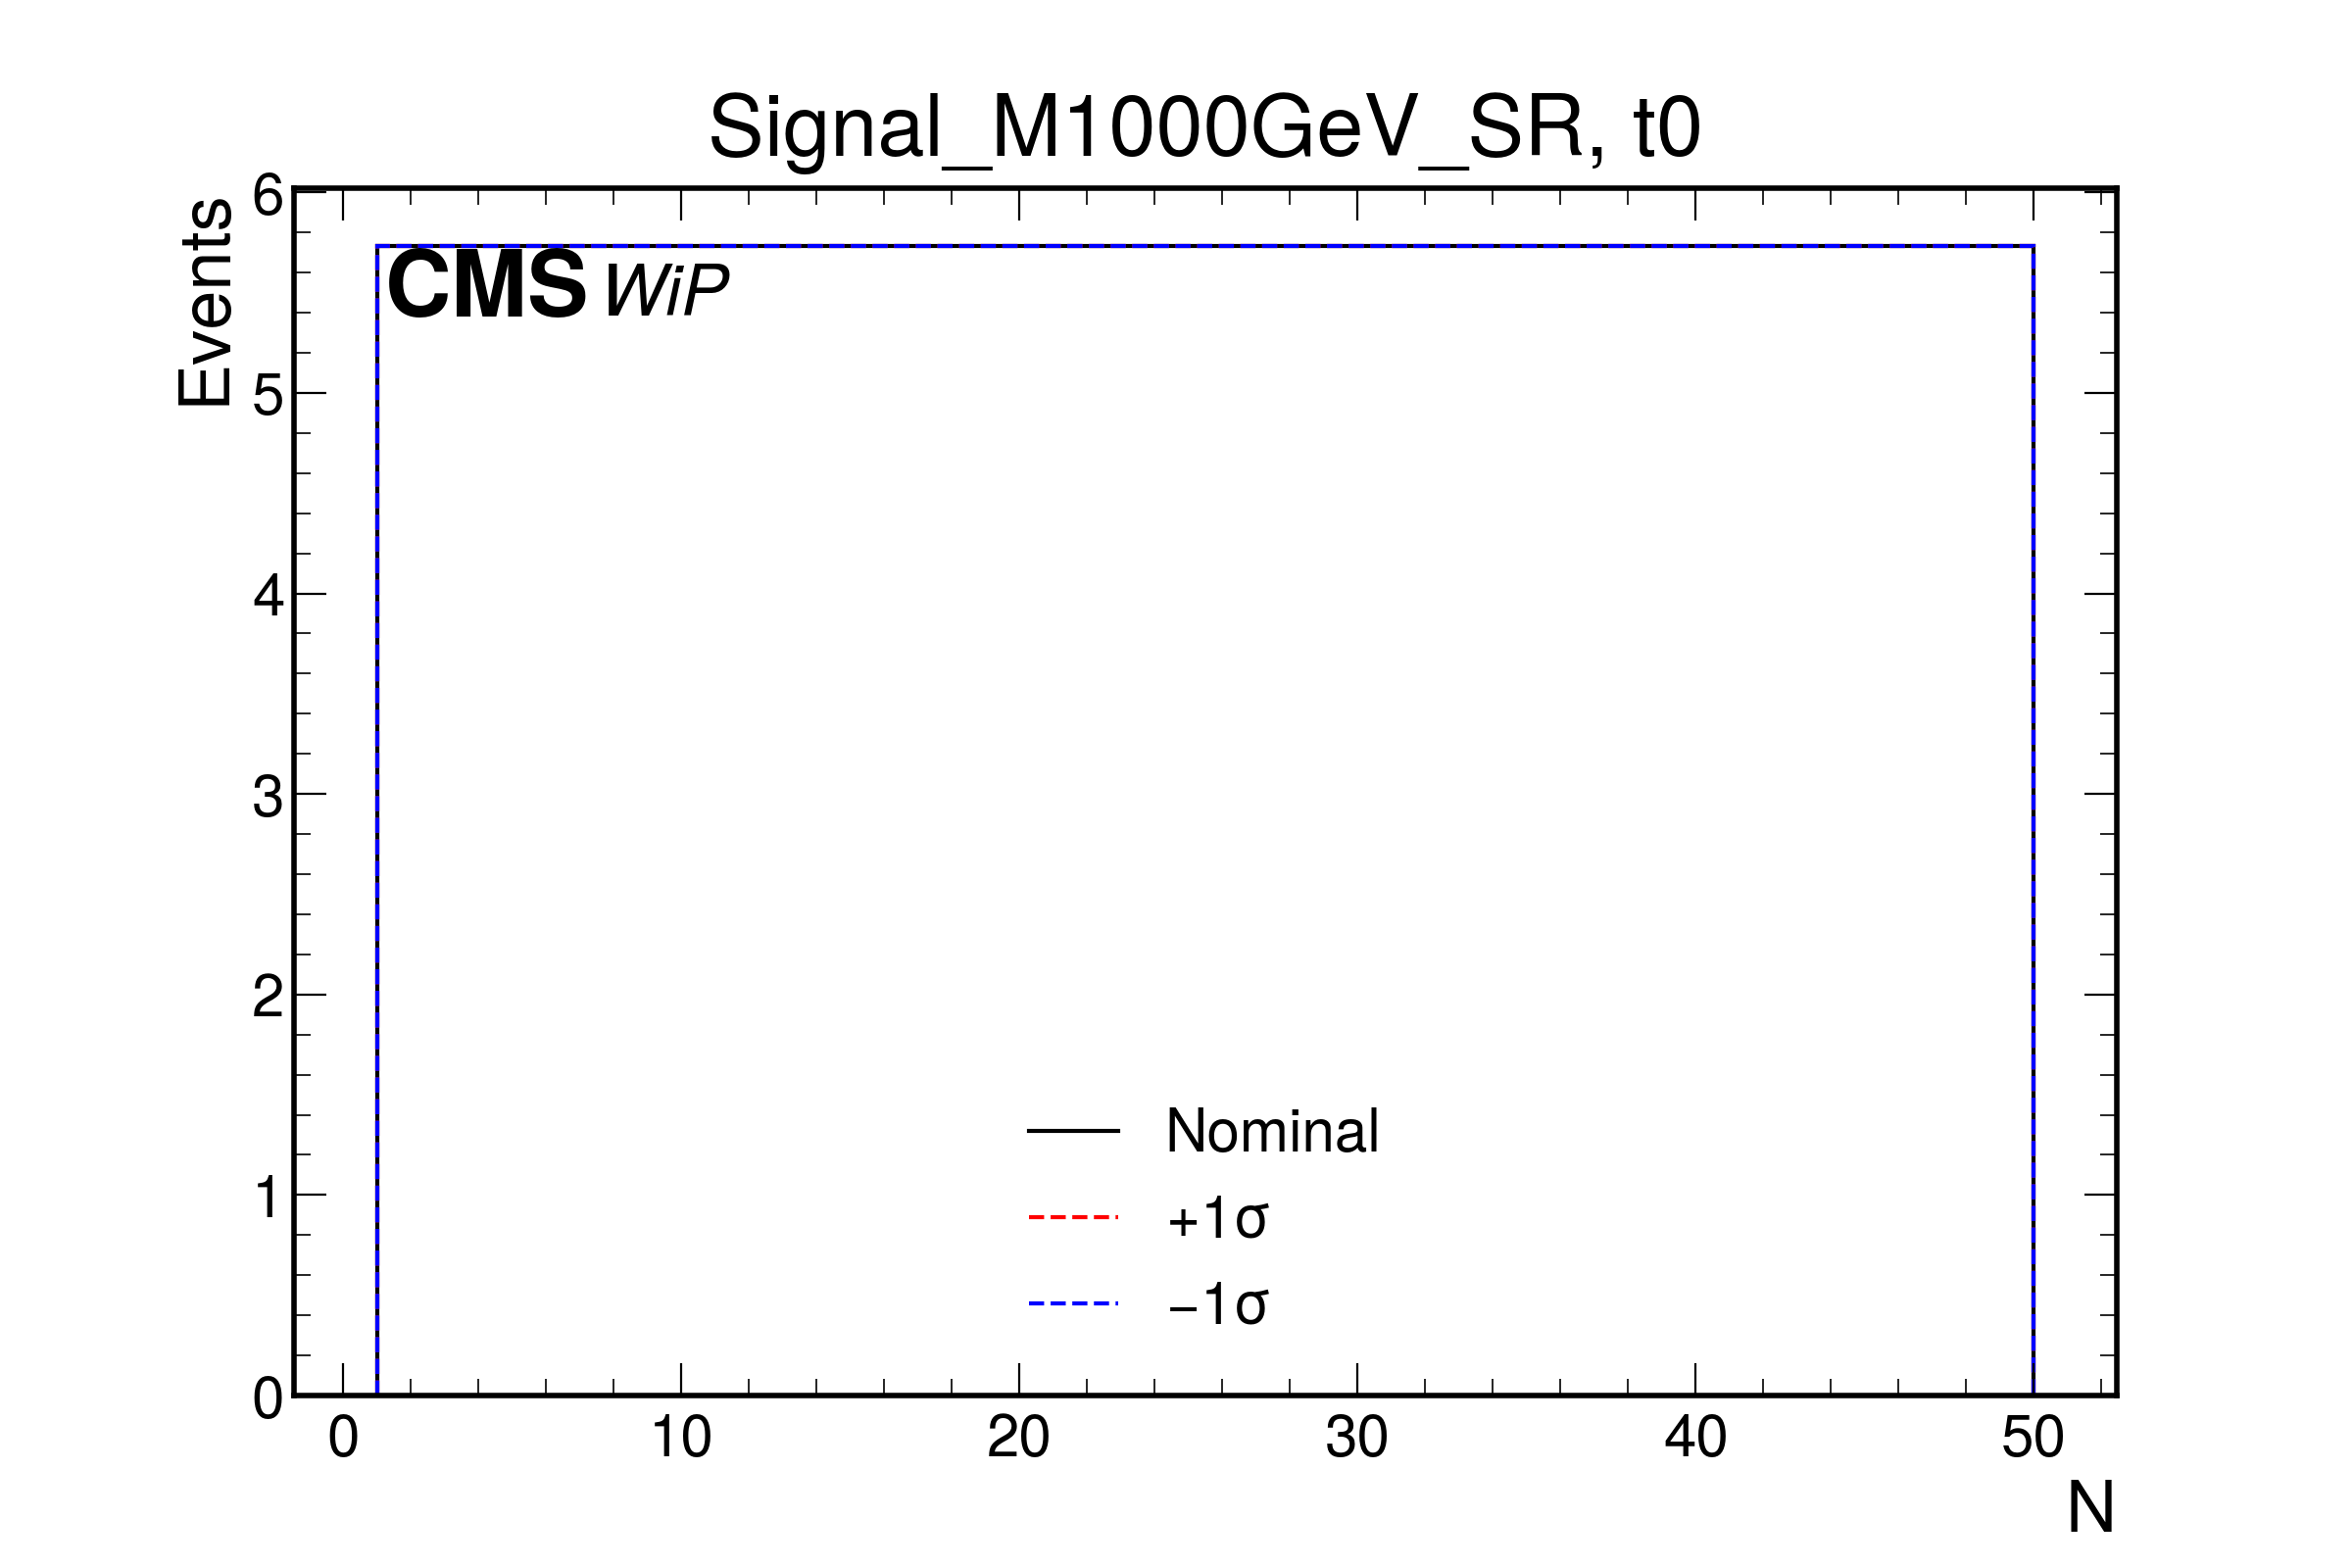 Signal_M1000GeV_SR, t0
Events
6
CMS WiP
5
4
3
2
1
0
Nominal
+1σ
−1σ
0 10 20 30 40 50
N